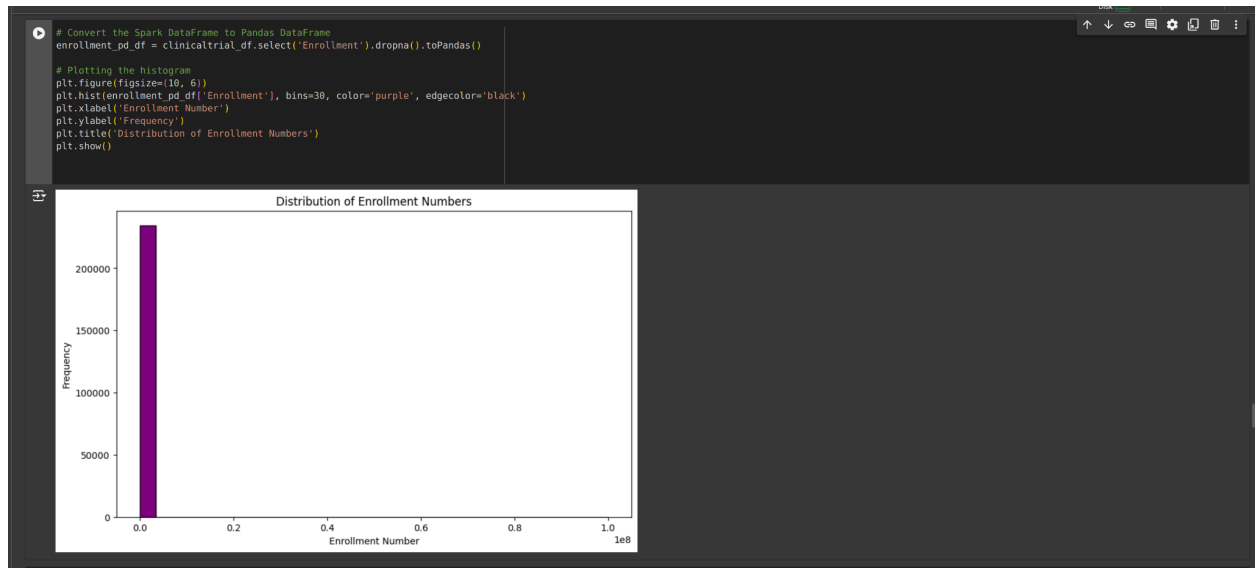 Disk
# Convert the Spark DataFrame to Pandas DataFrame
enrollment_pd_df = clinicaltrial_df.select('Enrollment').dropna().toPandas()
# Plotting the histogram
plt.figure(figsize=(10, 6))
plt.hist(enrollment_pd_df['Enrollment'], bins=30, color='purple', edgecolor='black')
plt.xlabel('Enrollment Number')
plt.ylabel('Frequency')
plt.title('Distribution of Enrollment Numbers')
plt.show()
Distribution of Enrollment Numbers
200000
150000
100000
50000
0
Frequency
0.0 0.2 0.4 0.6 0.8 1.0
1e8
Enrollment Number